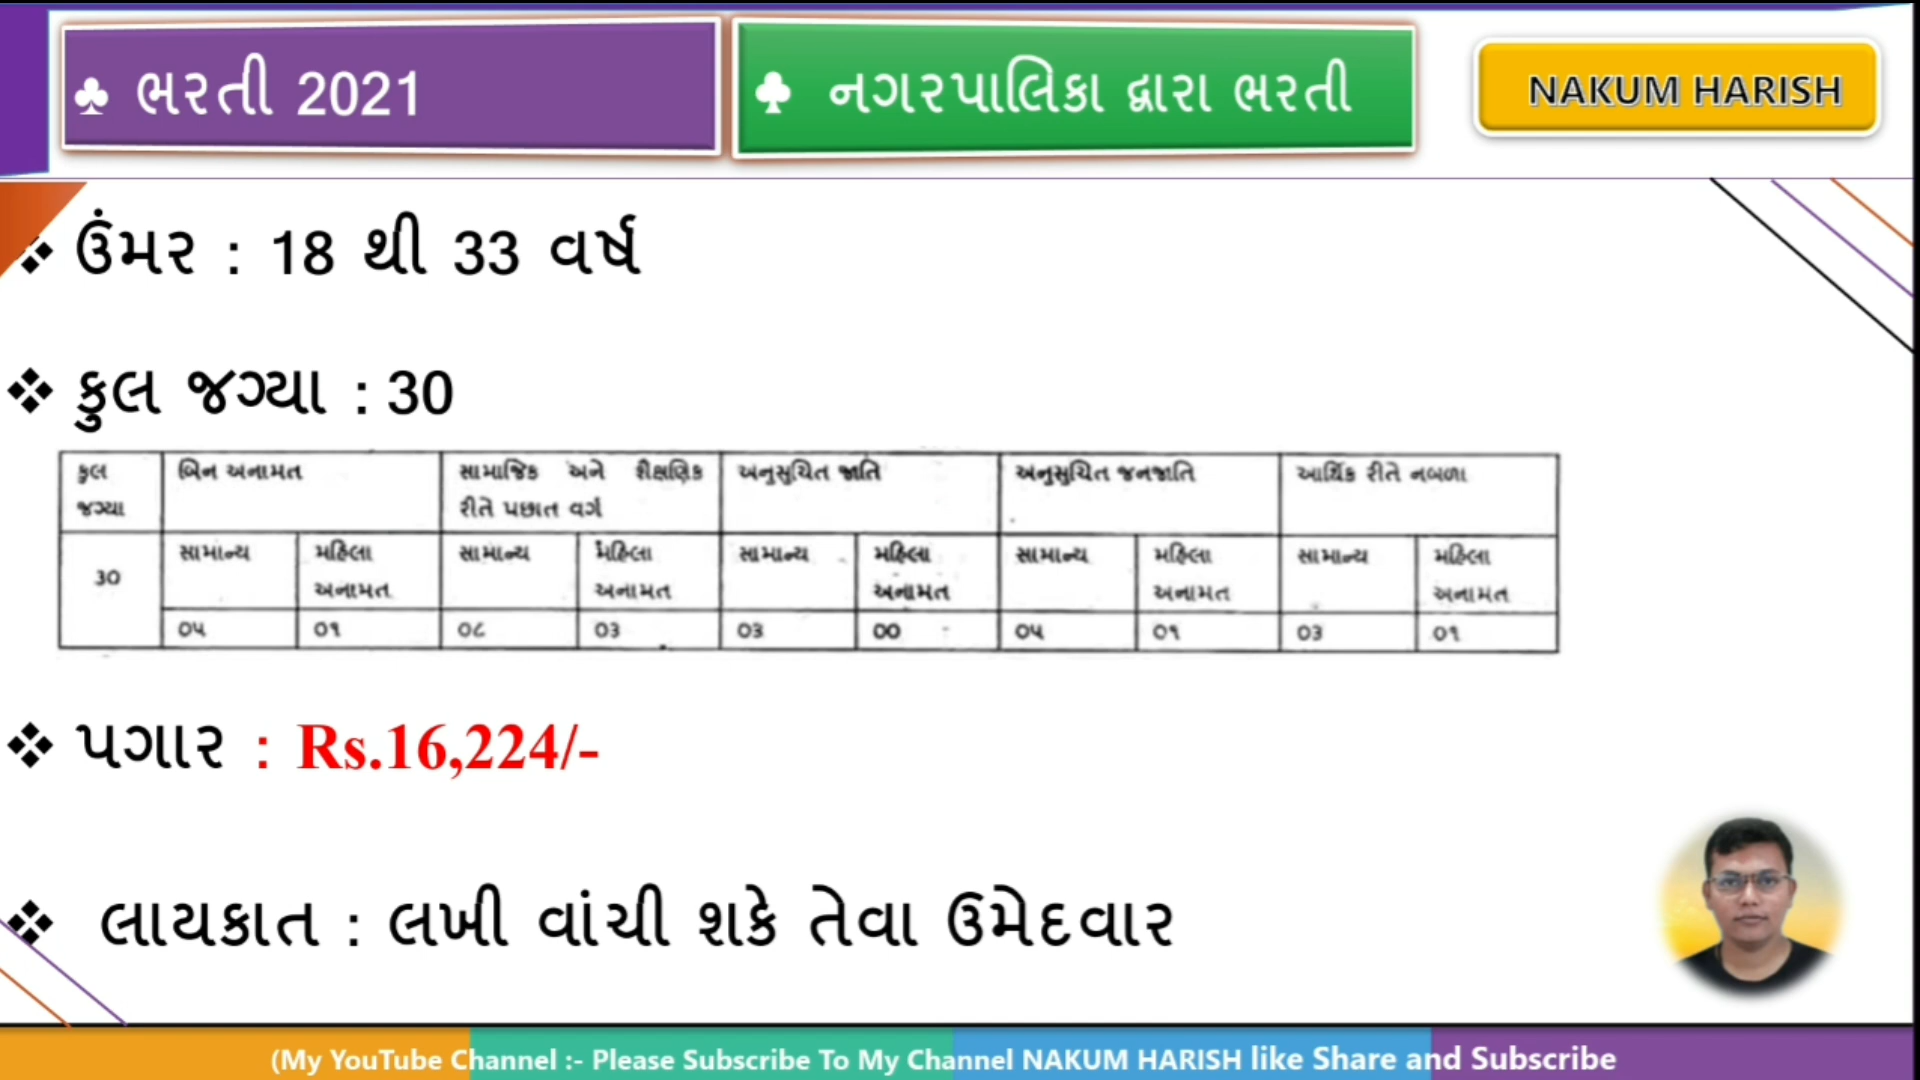 ♣ ભરતી 2021
♣ નગરપાલિકા દ્વારા ભરતી
NAKUM HARISH
❖ ઉંમર : 18 થી 33 વર્ષ
❖ કુલ જગ્યા : 30
કુલ જગ્યા | બિન અનામત | સામાજિક અને શૈક્ષણિક રીતે પછાત વર્ગ | અનુસુચિત જાતિ | અનુસુચિત જનજાતિ | આર્થિક રીતે નબળા
30 | સામાન્ય | મહિલા અનામત | સામાન્ય | મહિલા અનામત | સામાન્ય | મહિલા અનામત | સામાન્ય | મહિલા અનામત | સામાન્ય | મહિલા અનામત
૦૫ | ૦૧ | ૦૮ | ૦૩ | ૦૩ | ૦૦ | ૦૫ | ૦૧ | ૦૩ | ૦૧
❖ પગાર : Rs.16,224/-
❖ લાયકાત : લખી વાંચી શકે તેવા ઉમેદવાર
(My YouTube Channel :- Please Subscribe To My Channel NAKUM HARISH like Share and Subscribe